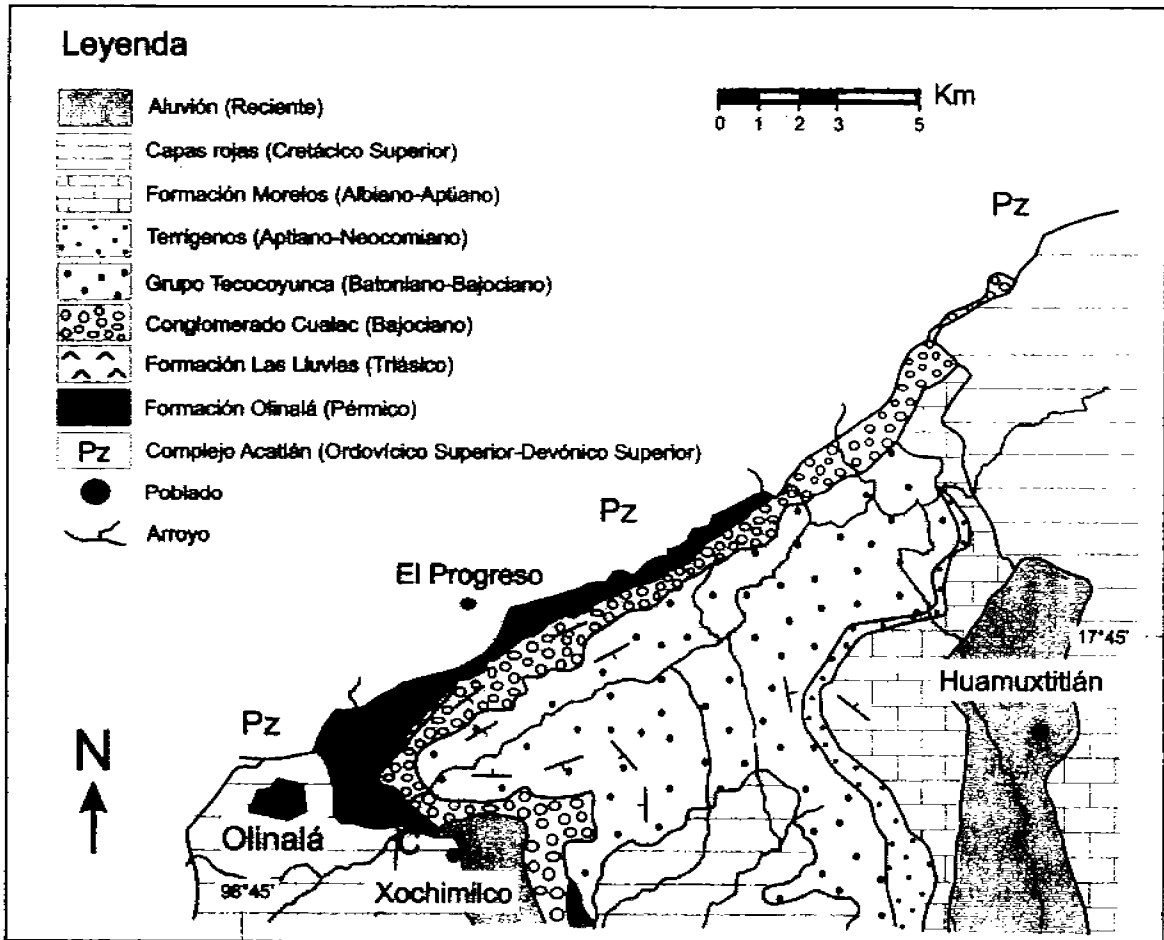 Leyenda
Aluvión (Reciente)
Capas rojas (Cretácico Superior)
Formación Morelos (Albiano-Aptiano)
Terrígenos (Aptiano-Neocomiano)
Grupo Tecocoyunca (Batoniano-Bajociano)
Conglomerado Cualac (Bajociano)
Formación Las Lluvias (Triásico)
Formación Olinalá (Pérmico)
Pz Complejo Acatlán (Ordovícico Superior-Devónico Superior)
Poblado
Arroyo
Km
0 1 2 3 5
Pz
Pz
El Progreso
17°45'
Huamuxtitlán
Pz
N
Olinalá
98°45'
Xochimilco